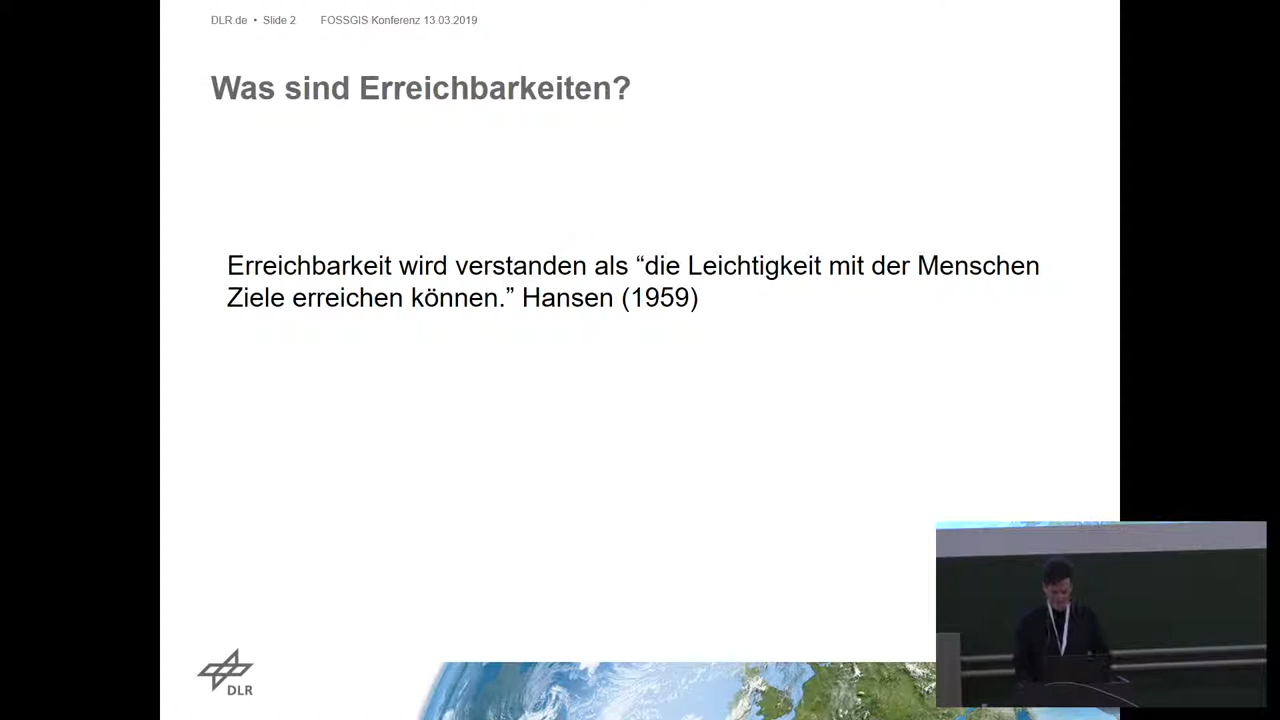 DLR.de • Slide 2 FOSSGIS Konferenz 13.03.2019
Was sind Erreichbarkeiten?
Erreichbarkeit wird verstanden als “die Leichtigkeit mit der Menschen
Ziele erreichen können.” Hansen (1959)
DLR